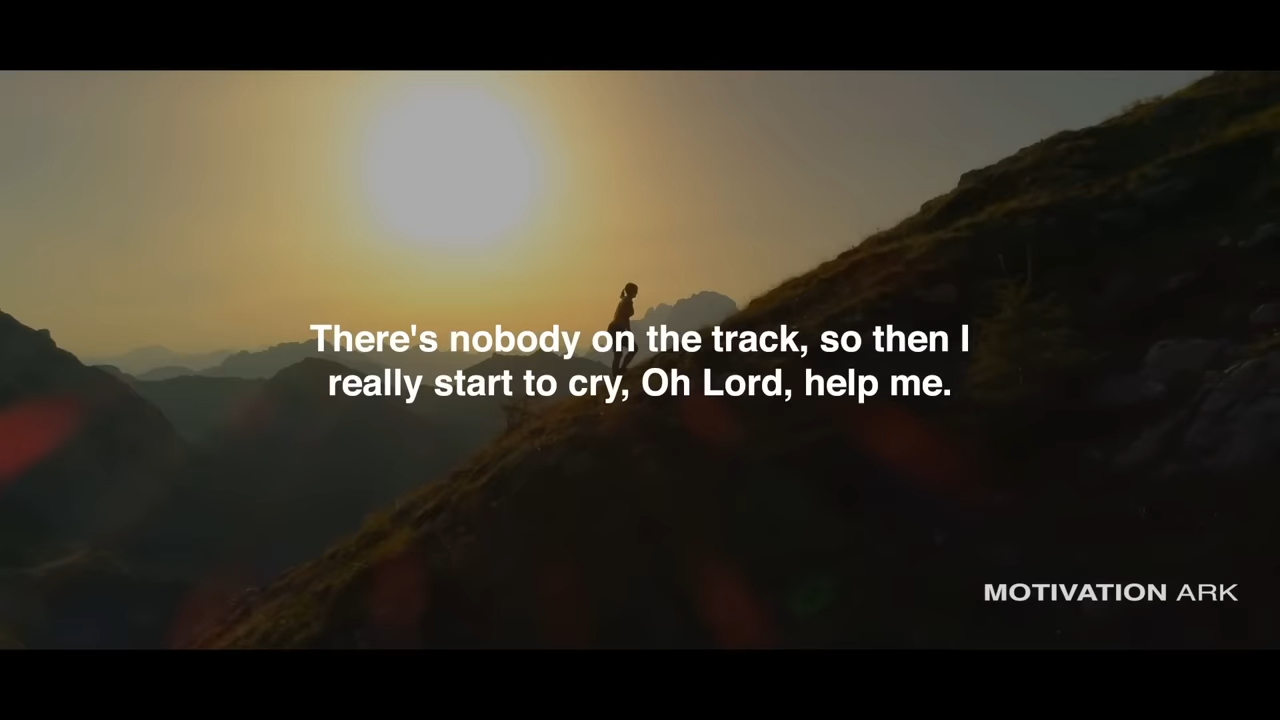 There's nobody on the track, so then I
really start to cry, Oh Lord, help me.
MOTIVATION ARK